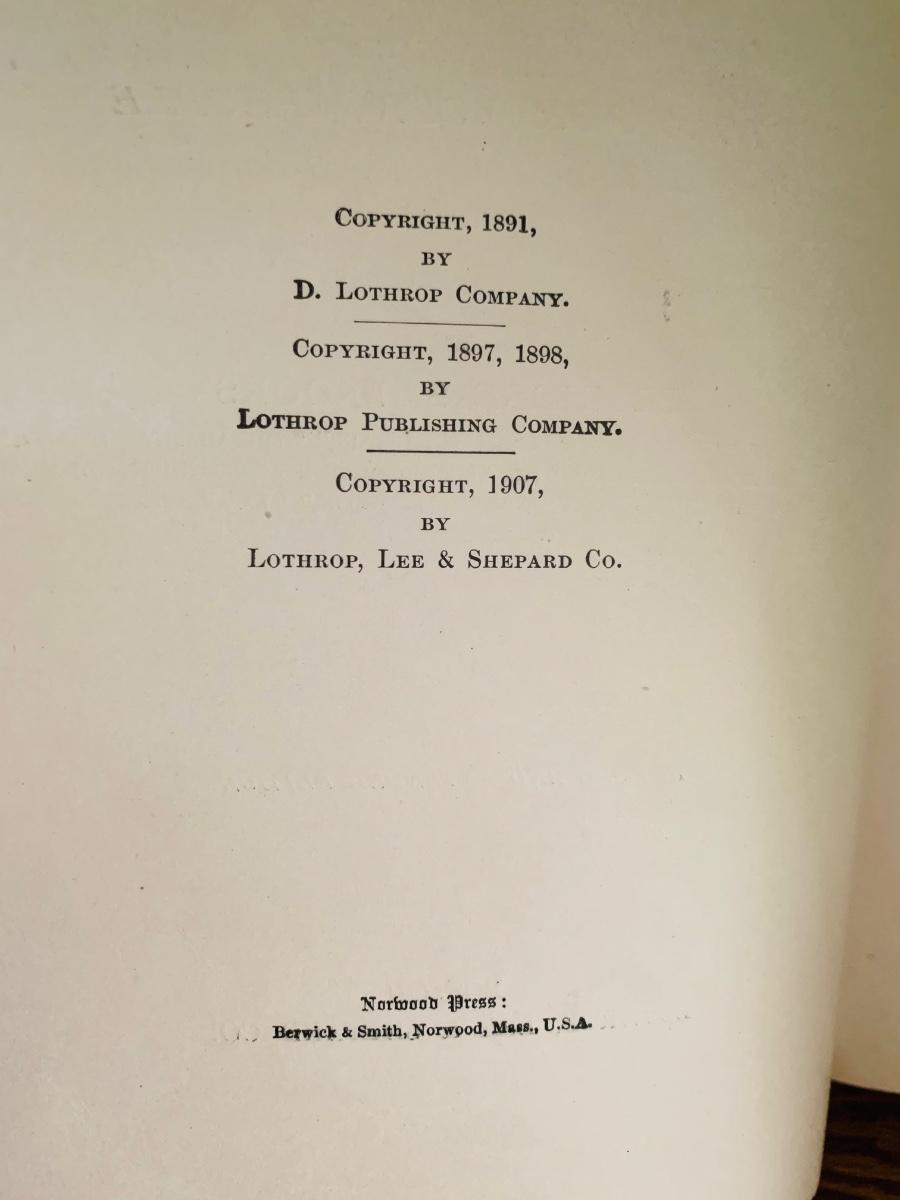 COPYRIGHT, 1891,
BY
D. LOTHROP COMPANY.
COPYRIGHT, 1897, 1898,
BY
LOTHROP PUBLISHING COMPANY.
COPYRIGHT, 1907,
BY
LOTHROP, LEE & SHEPARD CO.
Norwood Press:
Berwick & Smith, Norwood, Mass., U.S.A.